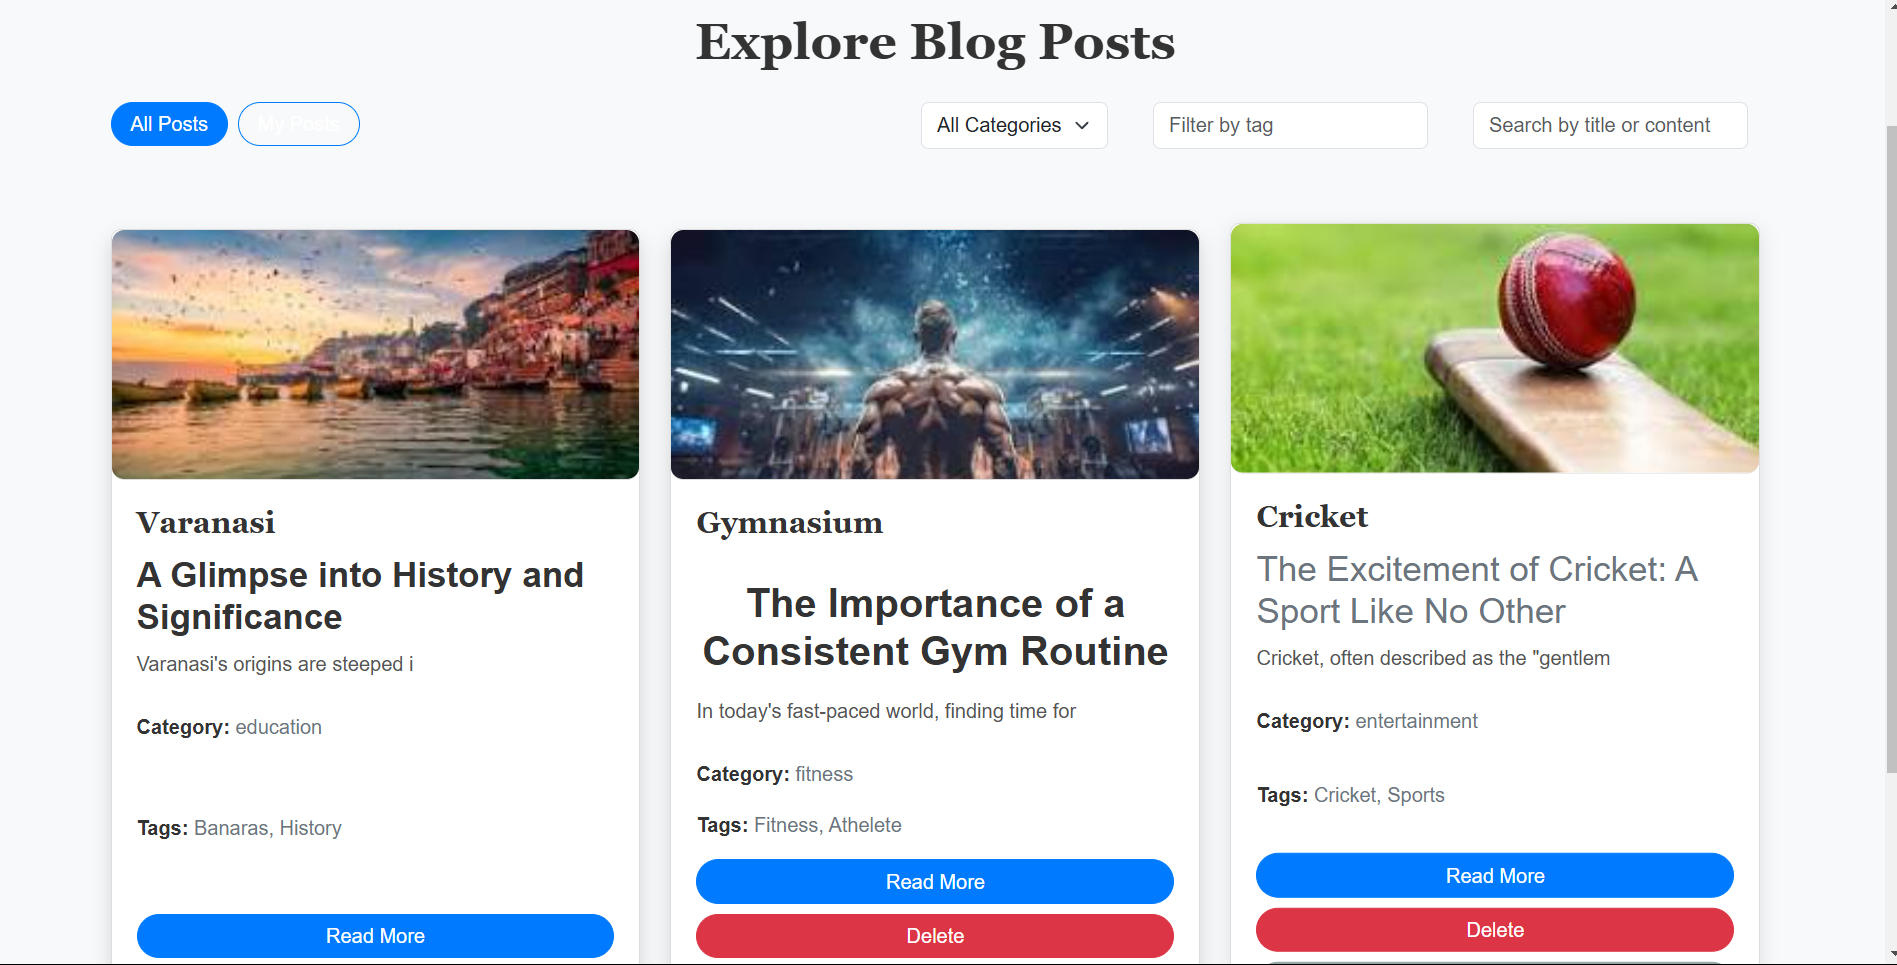 Explore Blog Posts
All Posts
My Posts
All Categories
Filter by tag
Search by title or content
Varanasi
A Glimpse into History and
Significance
Varanasi's origins are steeped i
Category: education
Tags: Banaras, History
Read More
Gymnasium
The Importance of a
Consistent Gym Routine
In today's fast-paced world, finding time for
Category: fitness
Tags: Fitness, Athelete
Read More
Delete
Cricket
The Excitement of Cricket: A
Sport Like No Other
Cricket, often described as the "gentlem
Category: entertainment
Tags: Cricket, Sports
Read More
Delete